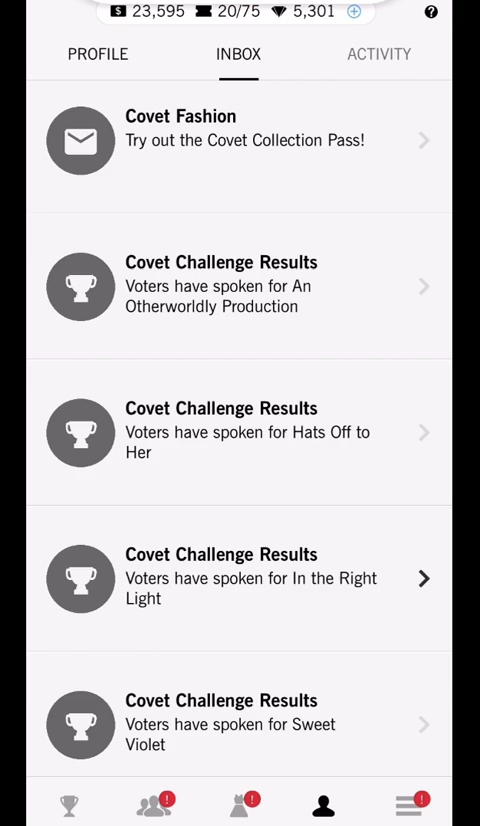 23,595 20/75 5,301
PROFILE INBOX ACTIVITY
Covet Fashion
Try out the Covet Collection Pass!
Covet Challenge Results
Voters have spoken for An
Otherworldly Production
Covet Challenge Results
Voters have spoken for Hats Off to
Her
Covet Challenge Results
Voters have spoken for In the Right
Light
Covet Challenge Results
Voters have spoken for Sweet
Violet